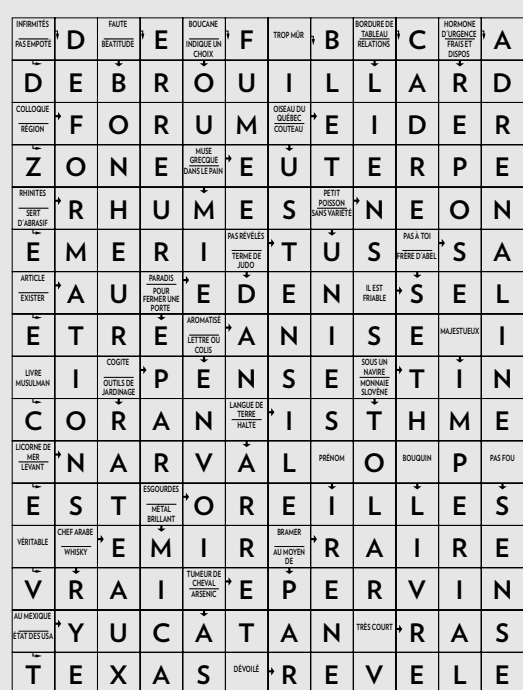 INFIRMITÉS PAS EMPOTÉ D FAUTE BÉATITUDE E BOUCANE INDIQUE UN CHOIX F TROP MÛR B BORDURE DE TABLEAU RELATIONS C HORMONE D'URGENCE FRAIS ET DISPOS A
D E B R O U I L L A R D
COLLOQUE RÉGION F O R U M OISEAU DU QUÉBEC COUTEAU E I D E R
Z O N E MUSE GRECQUE DANS LE PAIN E U T E R P E
RHINITES SERT D'ABRASIF R H U M E S PETIT POISSON SANS VARIÉTÉ N E O N
E M E R I PAS RÉVÉLÉS TERME DE JUDO T U S PAS À TOI FRÈRE D'ABEL S A
ARTICLE EXISTER A U PARADIS POUR FERMER UNE PORTE E D E N IL EST FRIABLE S E L
E T R E AROMATISÉ LETTRE OU COLIS A N I S E MAJESTUEUX I
LIVRE MUSULMAN I COGITE OUTILS DE JARDINAGE P E N S E SOUS UN NAVIRE MONNAIE SLOVÈNE T I N
C O R A N LANGUE DE TERRE HALTE I S T H M E
LICORNE DE MER LEVANT N A R V A L PRÉNOM O BOUQUIN P PAS FOU
E S T ESGOURDES MÉTAL BRILLANT O R E I L L E S
VÉRITABLE CHEF ARABE WHISKY E M I R BRAMER AU MOYEN DE R A I R E
V R A I TUMEUR DE CHEVAL ARSENIC E P E R V I N
AU MEXIQUE ÉTAT DES USA Y U C A T A N TRÈS COURT R A S
T E X A S DÉVOILÉ R E V E L E